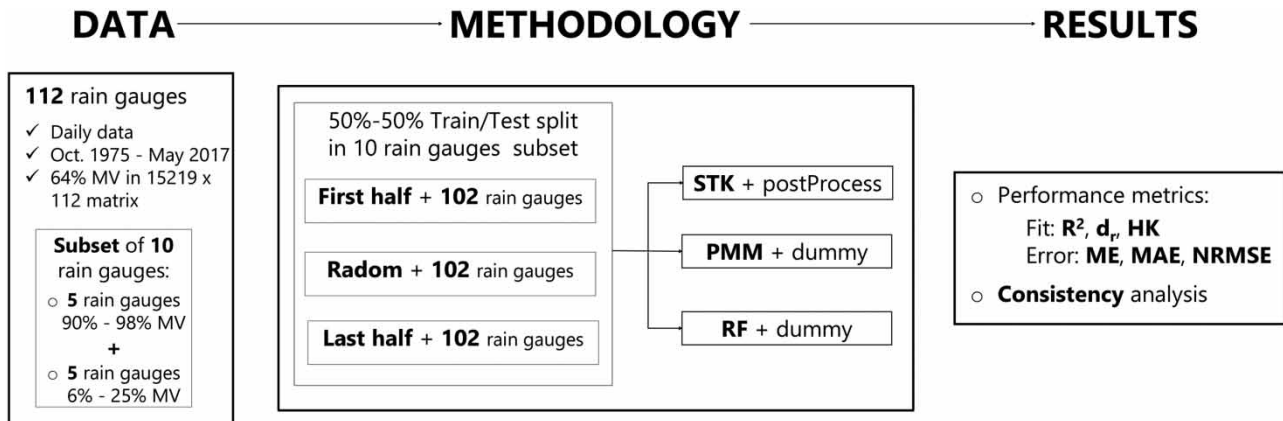 DATA
METHODOLOGY
RESULTS
112 rain gauges
✓ Daily data
✓ Oct. 1975 - May 2017
✓ 64% MV in 15219 x
112 matrix
Subset of 10
rain gauges:
○ 5 rain gauges
90% - 98% MV
+
○ 5 rain gauges
6% - 25% MV
50%-50% Train/Test split
in 10 rain gauges subset
First half + 102 rain gauges
Radom + 102 rain gauges
Last half + 102 rain gauges
STK + postProcess
PMM + dummy
RF + dummy
○ Performance metrics:
Fit: R², dᵣ, HK
Error: ME, MAE, NRMSE
○ Consistency analysis